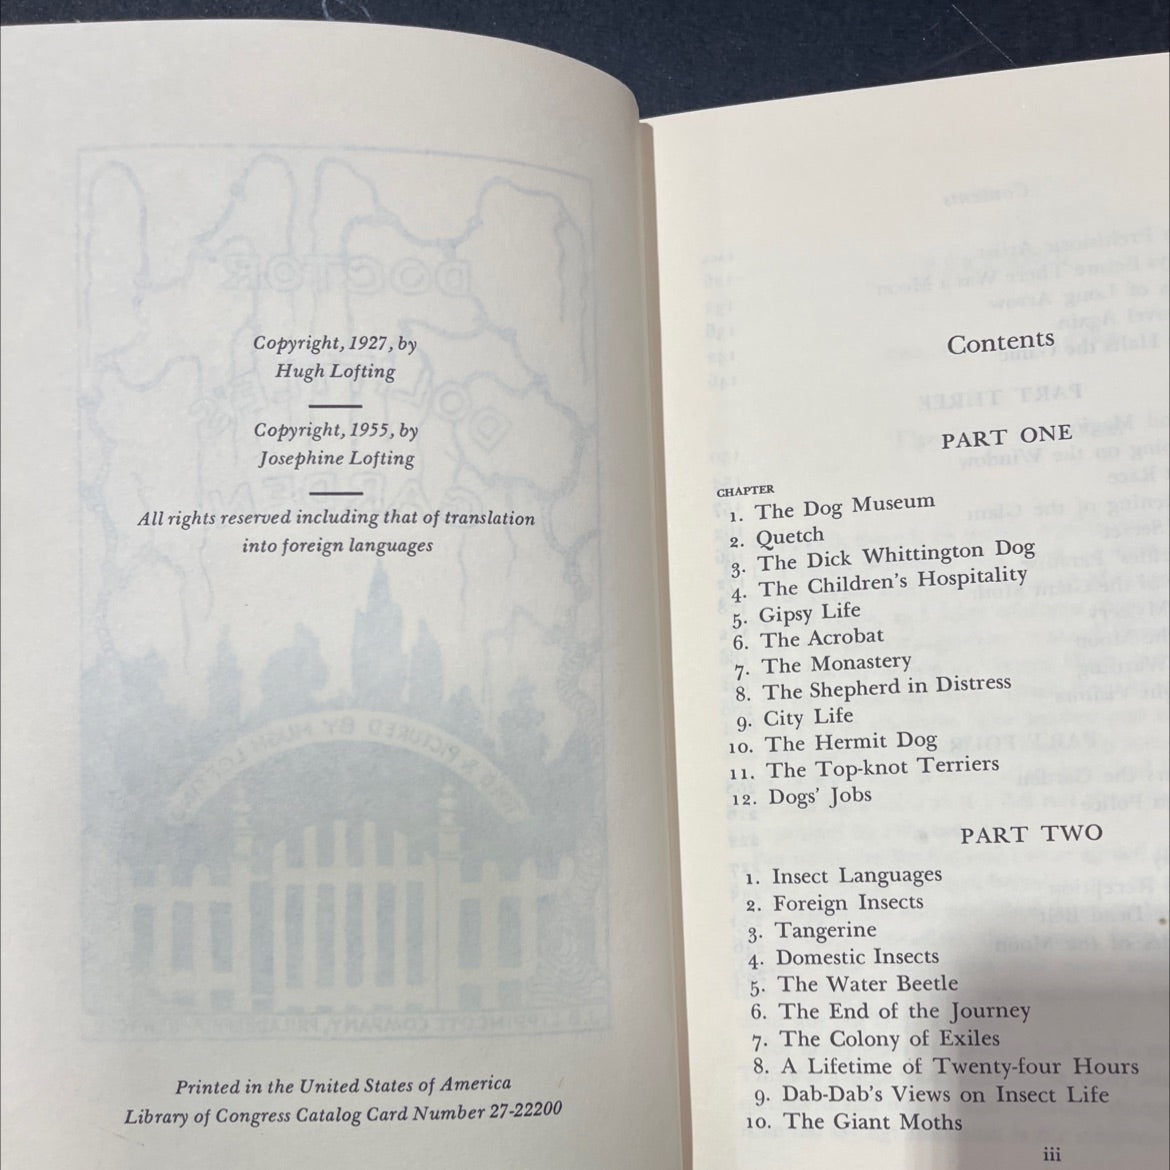 Copyright, 1927, by
Hugh Lofting
Copyright, 1955, by
Josephine Lofting
All rights reserved including that of translation
into foreign languages
Printed in the United States of America
Library of Congress Catalog Card Number 27-22200
Contents
PART ONE
CHAPTER
1. The Dog Museum
2. Quetch
3. The Dick Whittington Dog
4. The Children's Hospitality
5. Gipsy Life
6. The Acrobat
7. The Monastery
8. The Shepherd in Distress
9. City Life
10. The Hermit Dog
11. The Top-knot Terriers
12. Dogs' Jobs
PART TWO
1. Insect Languages
2. Foreign Insects
3. Tangerine
4. Domestic Insects
5. The Water Beetle
6. The End of the Journey
7. The Colony of Exiles
8. A Lifetime of Twenty-four Hours
9. Dab-Dab's Views on Insect Life
10. The Giant Moths
iii